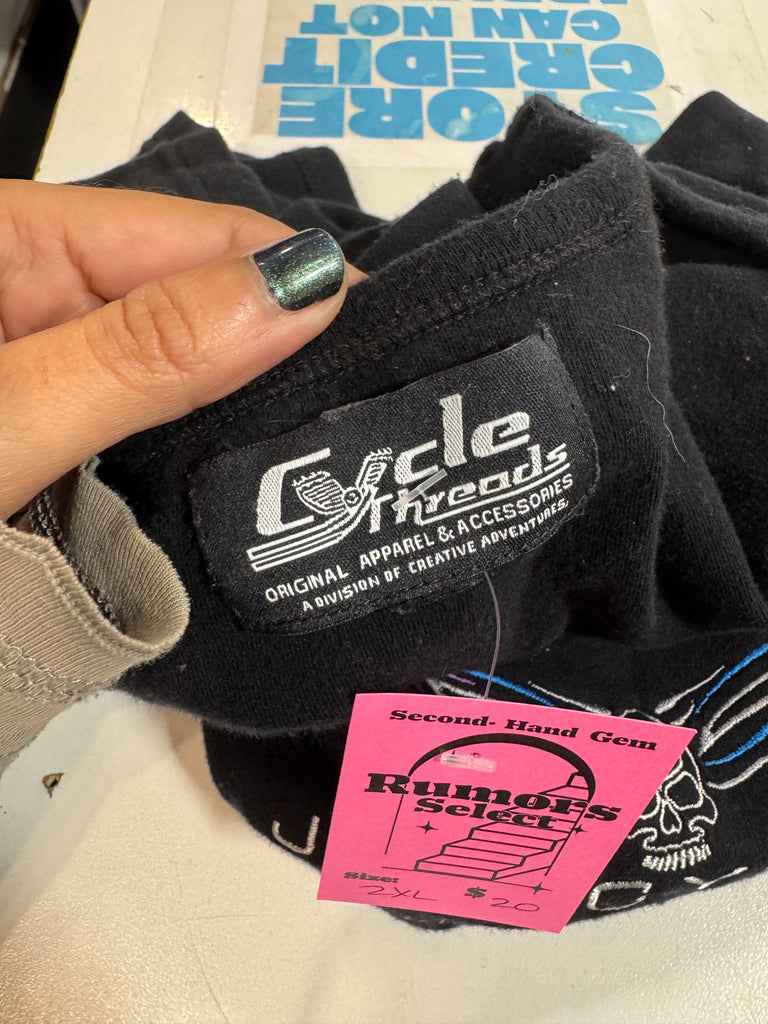 STORE
CREDIT
CAN NOT
Cycle
Threads
ORIGINAL APPAREL & ACCESSORIES
A DIVISION OF CREATIVE ADVENTURES.
Second-Hand Gem
Rumors
Select
Size: $
2XL 20